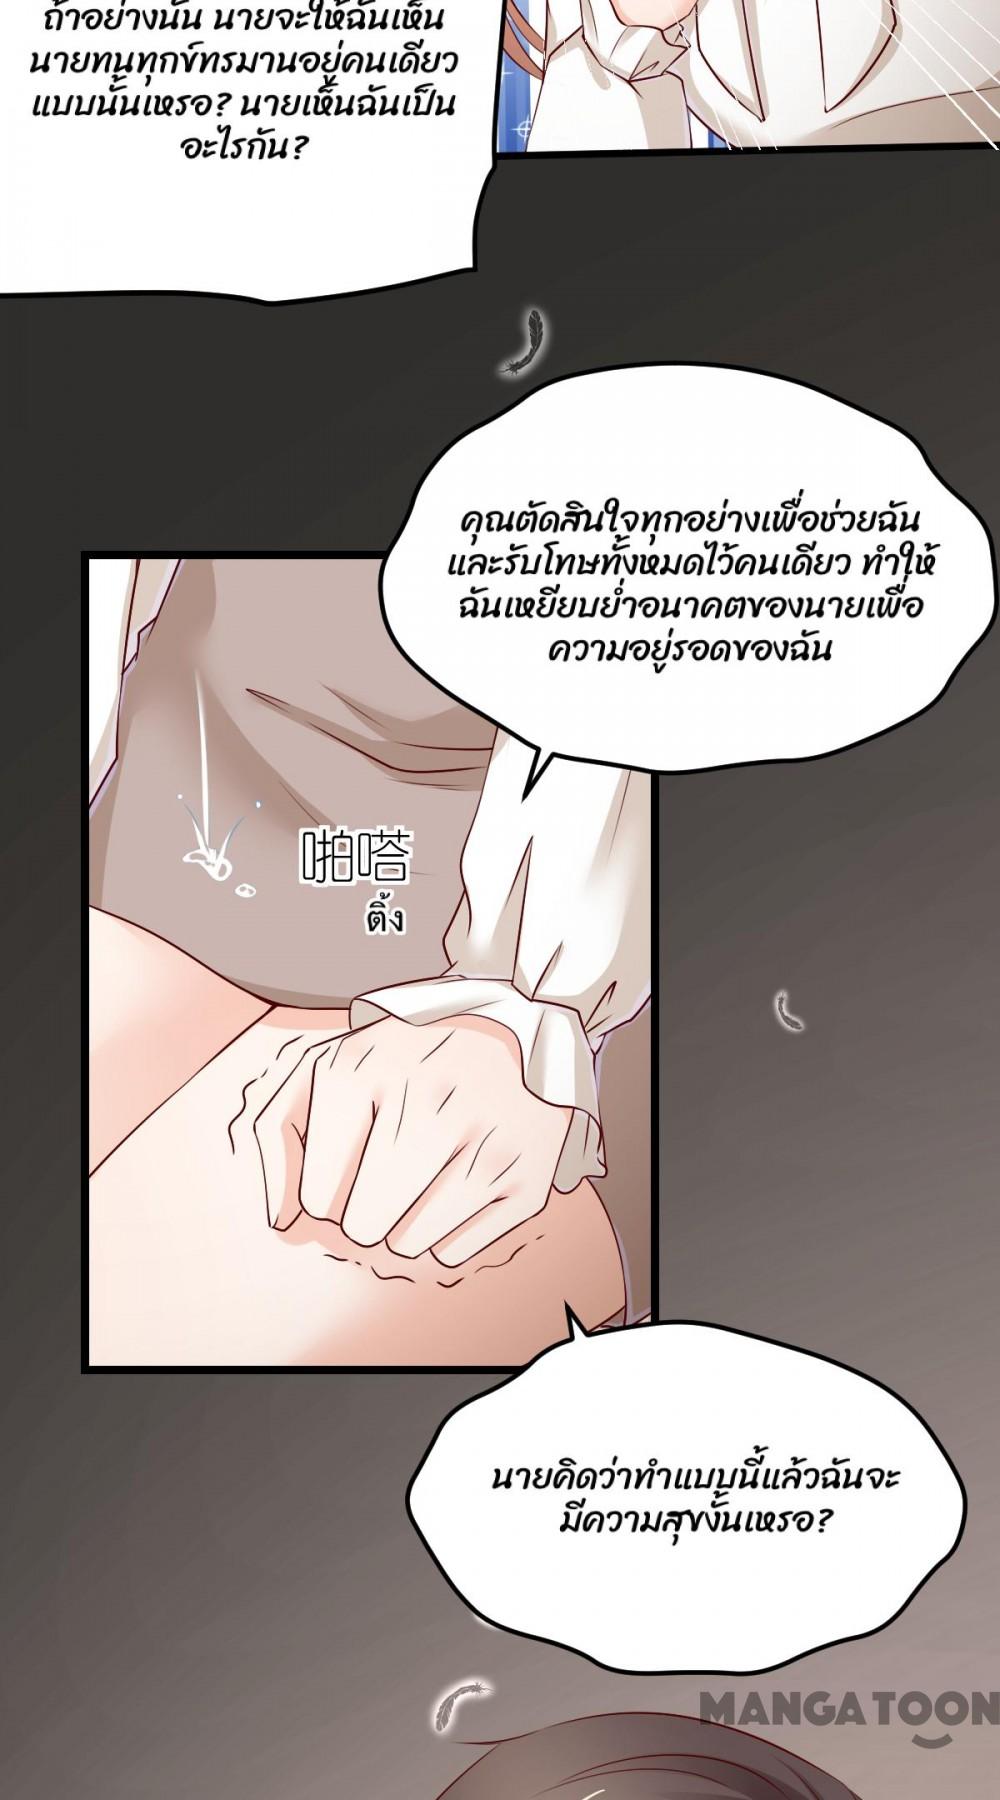 ถ้าอย่างนั้น นายจะให้ฉันเห็น
นายทนทุกข์ทรมานอยู่คนเดียว
แบบนั้นเหรอ? นายเห็นฉันเป็น
อะไรกัน?
คุณตัดสินใจทุกอย่างเพื่อช่วยฉัน
และรับโทษทั้งหมดไว้คนเดียว ทำให้
ฉันเหยียบย่ำอนาคตของนายเพื่อ
ความอยู่รอดของฉัน
啪嗒
ติ้ง
นายคิดว่าทำแบบนี้แล้วฉันจะ
มีความสุขงั้นเหรอ?
MANGATOON